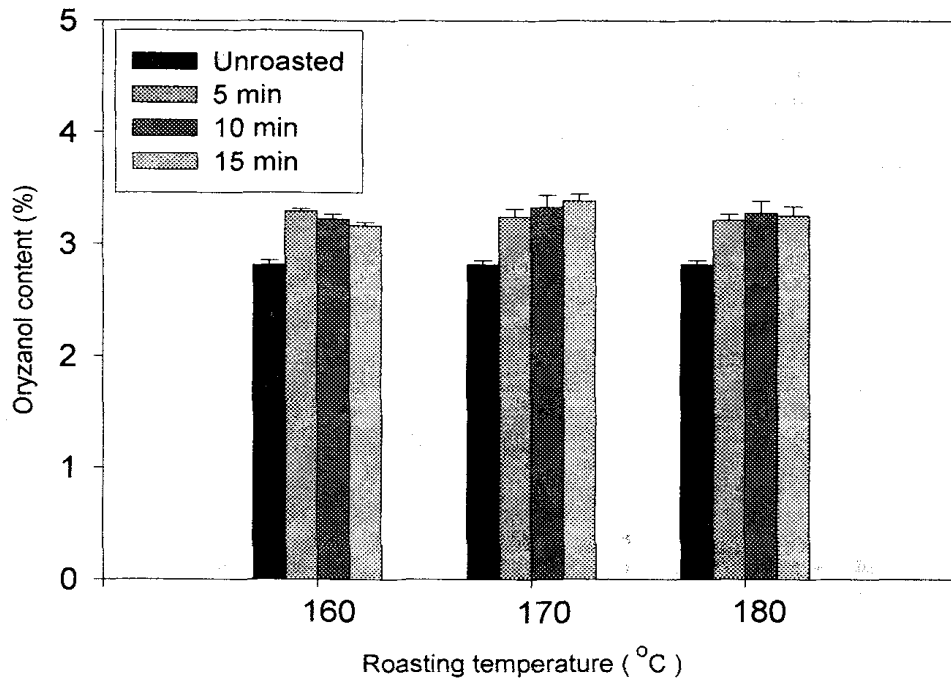 5
4
3
2
1
0
Oryzanol content (%)
Unroasted
5 min
10 min
15 min
160 170 180
Roasting temperature ( °C )